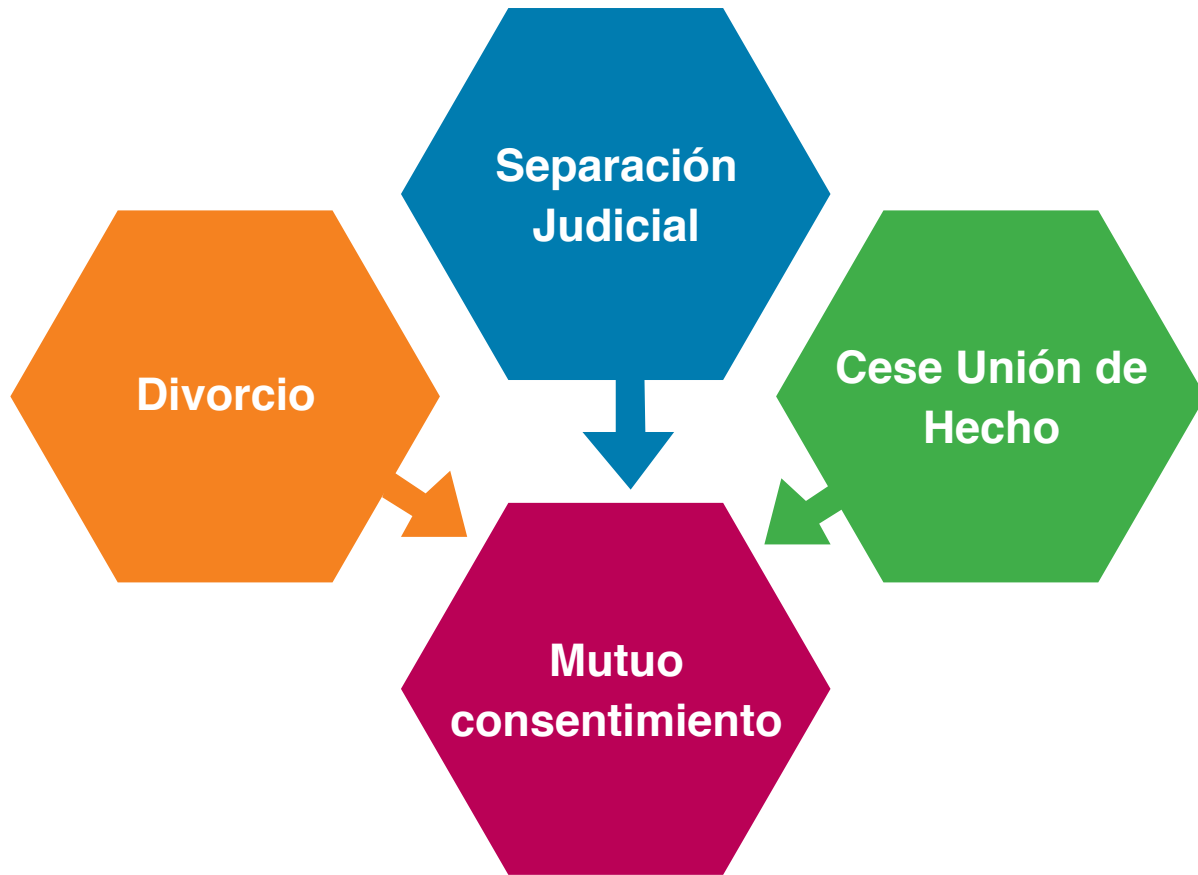 Separación
Judicial
Divorcio
Cese Unión de
Hecho
Mutuo
consentimiento